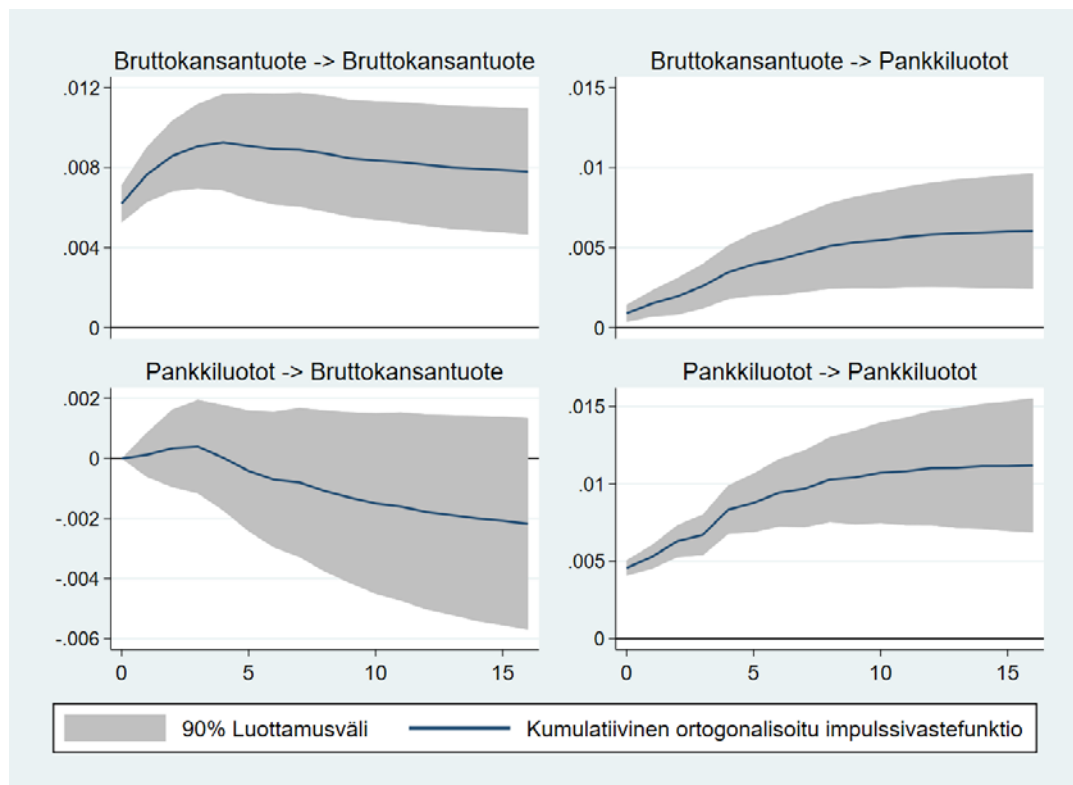 Bruttokansantuote -> Bruttokansantuote
.012
.008
.004
0
Bruttokansantuote -> Pankkiluotot
.015
.01
.005
0
Pankkiluotot -> Bruttokansantuote
.002
0
-.002
-.004
-.006
0 5 10 15
Pankkiluotot -> Pankkiluotot
.015
.01
.005
0
0 5 10 15
90% Luottamusväli
Kumulatiivinen ortogonalisoitu impulssivastefunktio